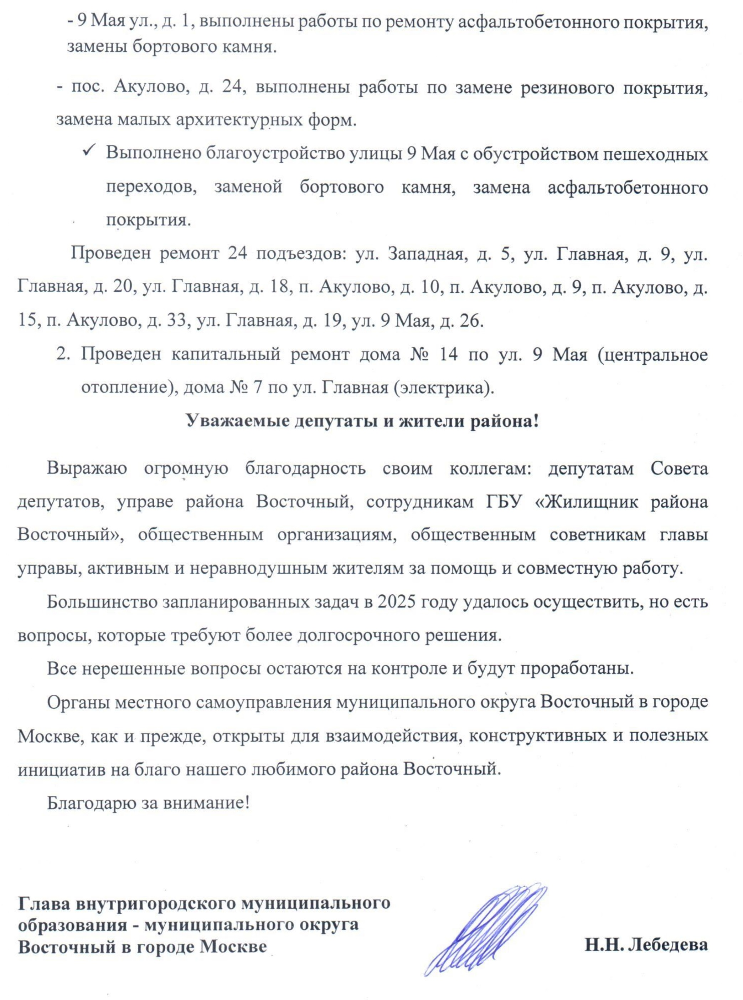 - 9 Мая ул., д. 1, выполнены работы по ремонту асфальтобетонного покрытия,
замены бортового камня.
- пос. Акулово, д. 24, выполнены работы по замене резинового покрытия,
замена малых архитектурных форм.
✓ Выполнено благоустройство улицы 9 Мая с обустройством пешеходных
переходов, заменой бортового камня, замена асфальтобетонного
покрытия.
Проведен ремонт 24 подъездов: ул. Западная, д. 5, ул. Главная, д. 9, ул.
Главная, д. 20, ул. Главная, д. 18, п. Акулово, д. 10, п. Акулово, д. 9, п. Акулово, д.
15, п. Акулово, д. 33, ул. Главная, д. 19, ул. 9 Мая, д. 26.
2. Проведен капитальный ремонт дома № 14 по ул. 9 Мая (центральное
отопление), дома № 7 по ул. Главная (электрика).
Уважаемые депутаты и жители района!
Выражаю огромную благодарность своим коллегам: депутатам Совета
депутатов, управе района Восточный, сотрудникам ГБУ «Жилищник района
Восточный», общественным организациям, общественным советникам главы
управы, активным и неравнодушным жителям за помощь и совместную работу.
Большинство запланированных задач в 2025 году удалось осуществить, но есть
вопросы, которые требуют более долгосрочного решения.
Все нерешенные вопросы остаются на контроле и будут проработаны.
Органы местного самоуправления муниципального округа Восточный в городе
Москве, как и прежде, открыты для взаимодействия, конструктивных и полезных
инициатив на благо нашего любимого района Восточный.
Благодарю за внимание!
Глава внутригородского муниципального
образования - муниципального округа
Восточный в городе Москве Н.Н. Лебедева